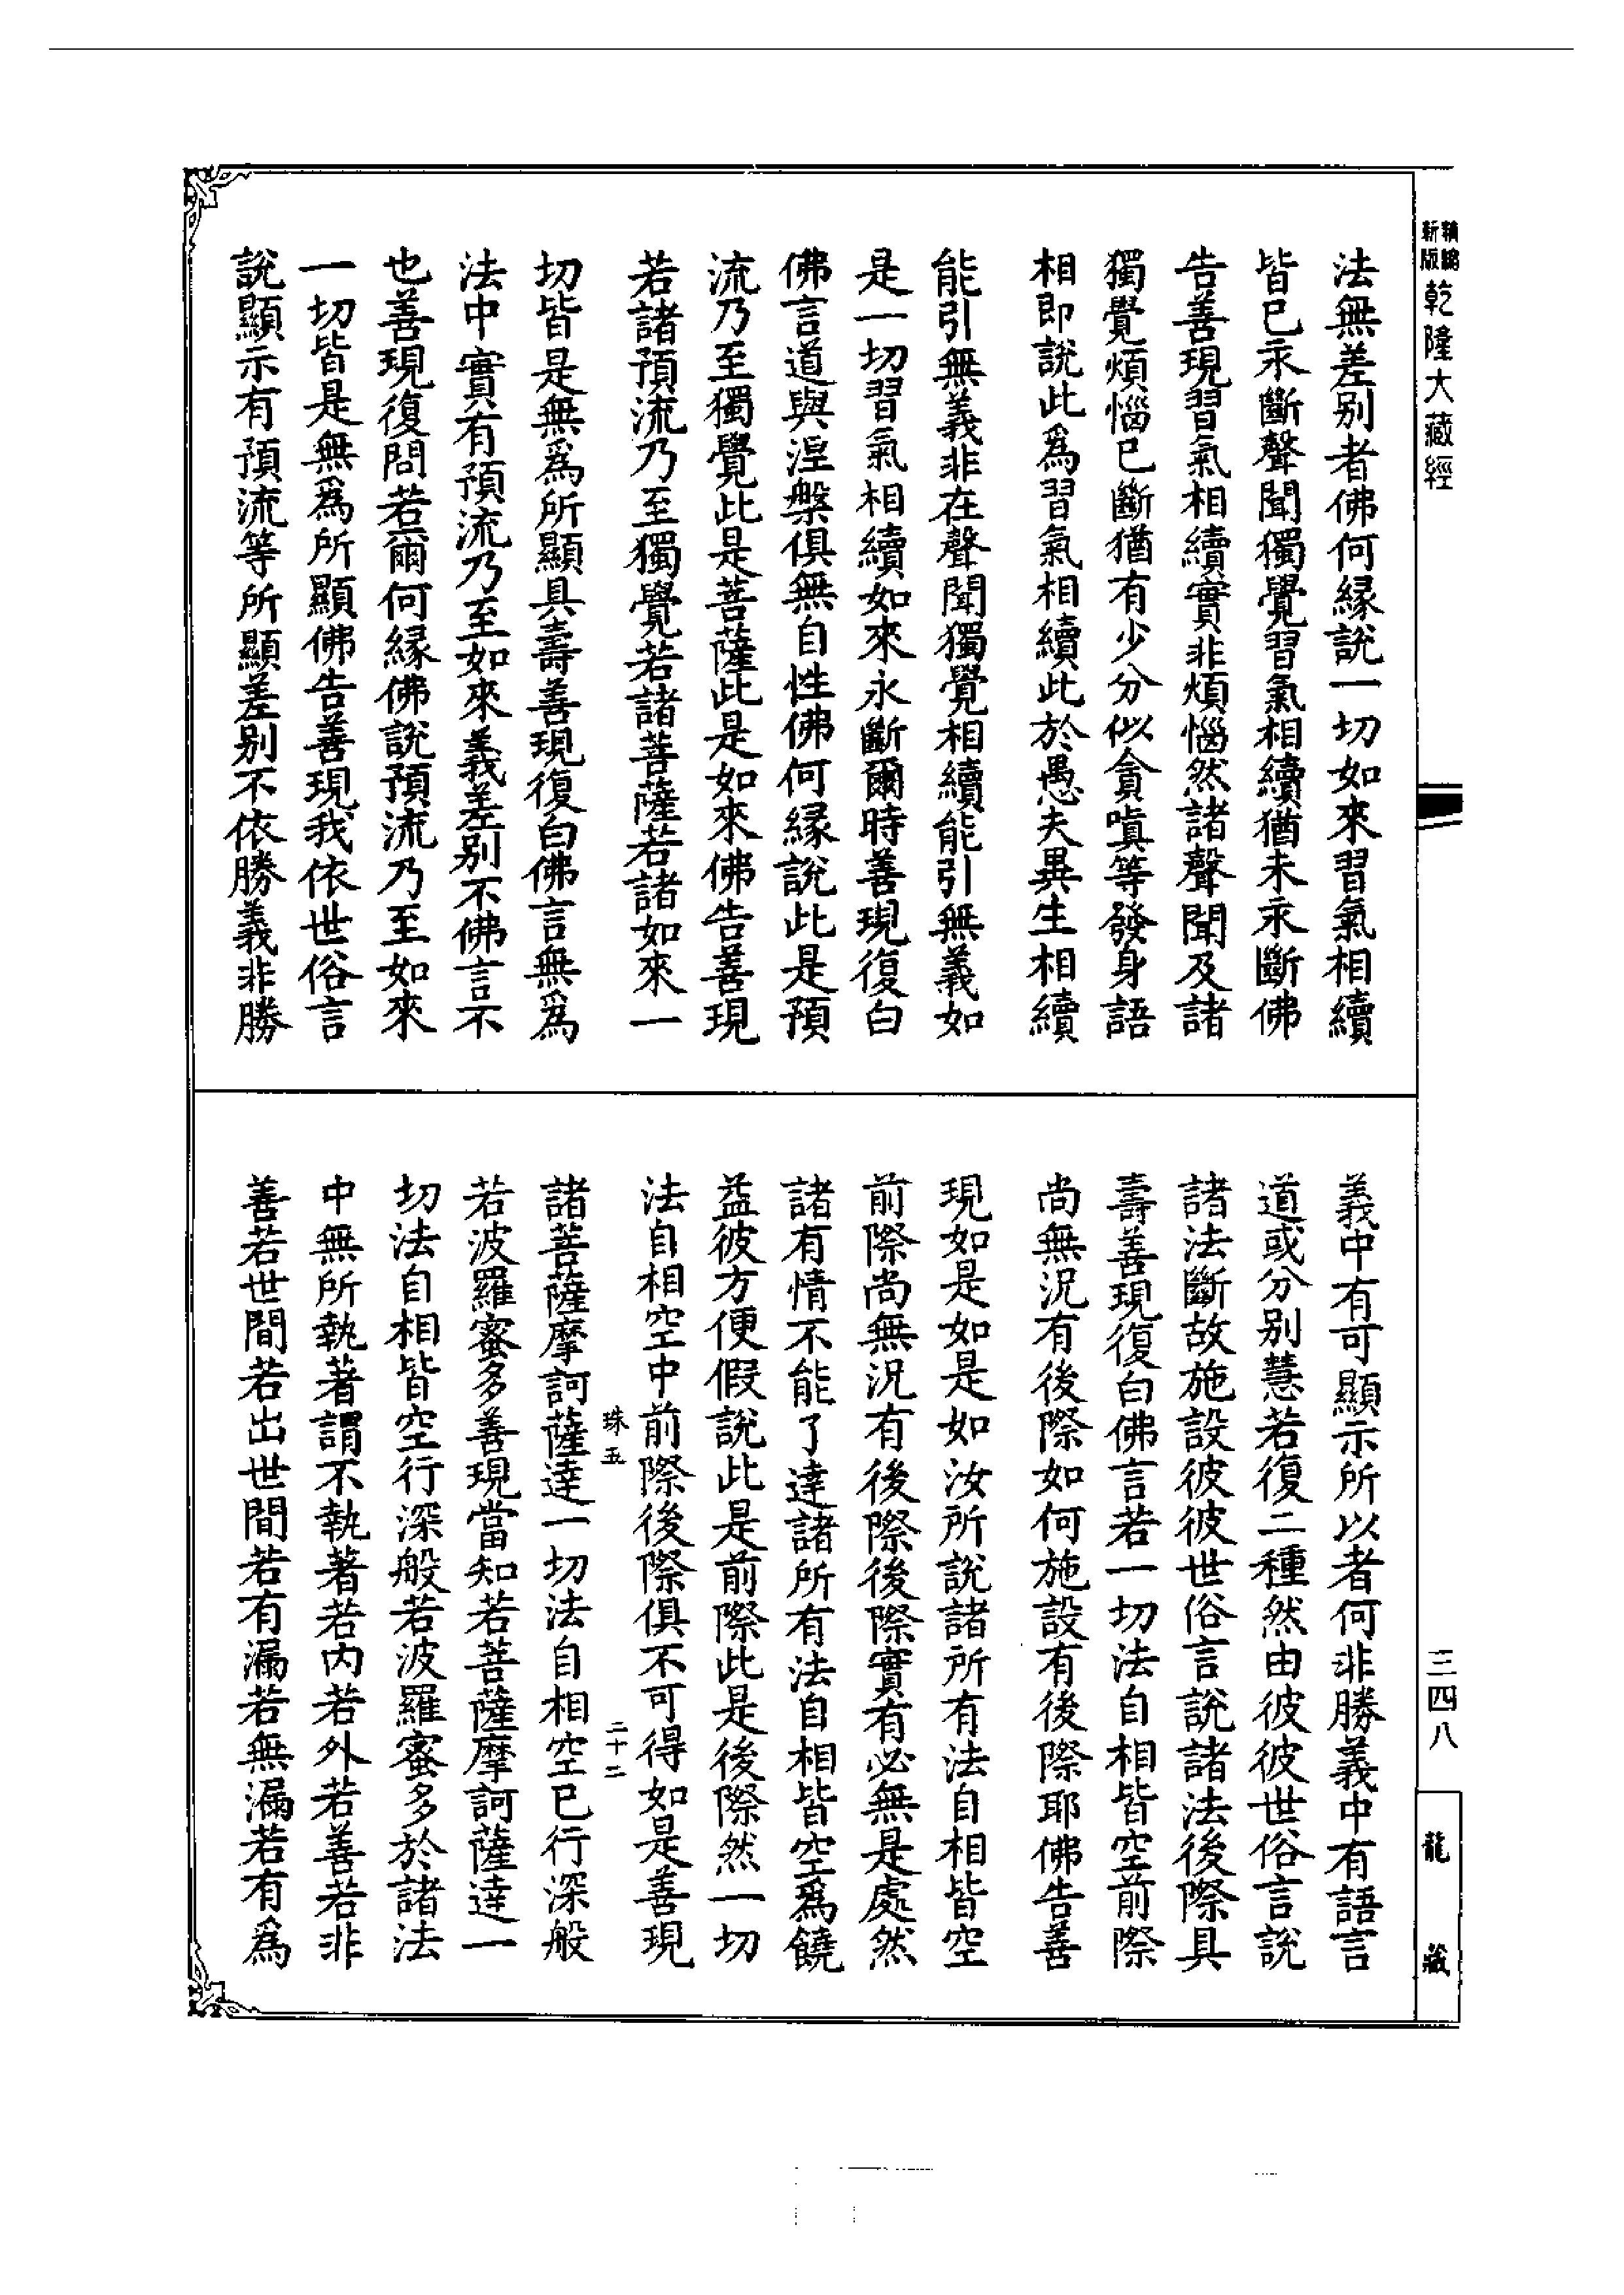 新編
新版
乾隆大藏經
法無差别者佛何緣說一切如來習氣相續
皆已永斷聲聞獨覺習氣相續猶未永斷佛
告善現習氣相續實非煩惱然諸聲聞及諸
獨覺煩惱已斷猶有少分似貪嗔等發身語
相即說此爲習氣相續此於愚夫異生相續
能引無義非在聲聞獨覺相續能引無義如
是一切習氣相續如來永斷爾時善現復白
佛言道與涅槃俱無自性佛何緣說此是預
流乃至獨覺此是菩薩此是如來佛告善現
若諸預流乃至獨覺若諸菩薩若諸如來一
切皆是無爲所顯具壽善現復白佛言無爲
法中實有預流乃至如來義差别不佛言不
也善現復問若爾何緣佛說預流乃至如來
一切皆是無爲所顯佛告善現我依世俗言
說顯示有預流等所顯差别不依勝義非勝
義中有可顯示所以者何非勝義中有語言
道或分别慧若復二種然由彼彼世俗言說
諸法斷故施設彼彼世俗言說諸法後際具
壽善現復白佛言若一切法自相皆空前際
尚無況有後際如何施設有後際耶佛告善
現如是如是如汝所說諸所有法自相皆空
前際尚無況有後際後際實有必無是處然
諸有情不能了達諸所有法自相皆空爲饒
益彼方便假說此是前際此是後際然一切
法自相空中前際後際俱不可得如是善現
珠五
二十二
諸菩薩摩訶薩達一切法自相空已行深般
若波羅蜜多善現當知若菩薩摩訶薩達一
切法自相皆空行深般若波羅蜜多於諸法
中無所執著謂不執著若内若外若善若非
善若世間若出世間若有漏若無漏若有爲
三四八
龍藏